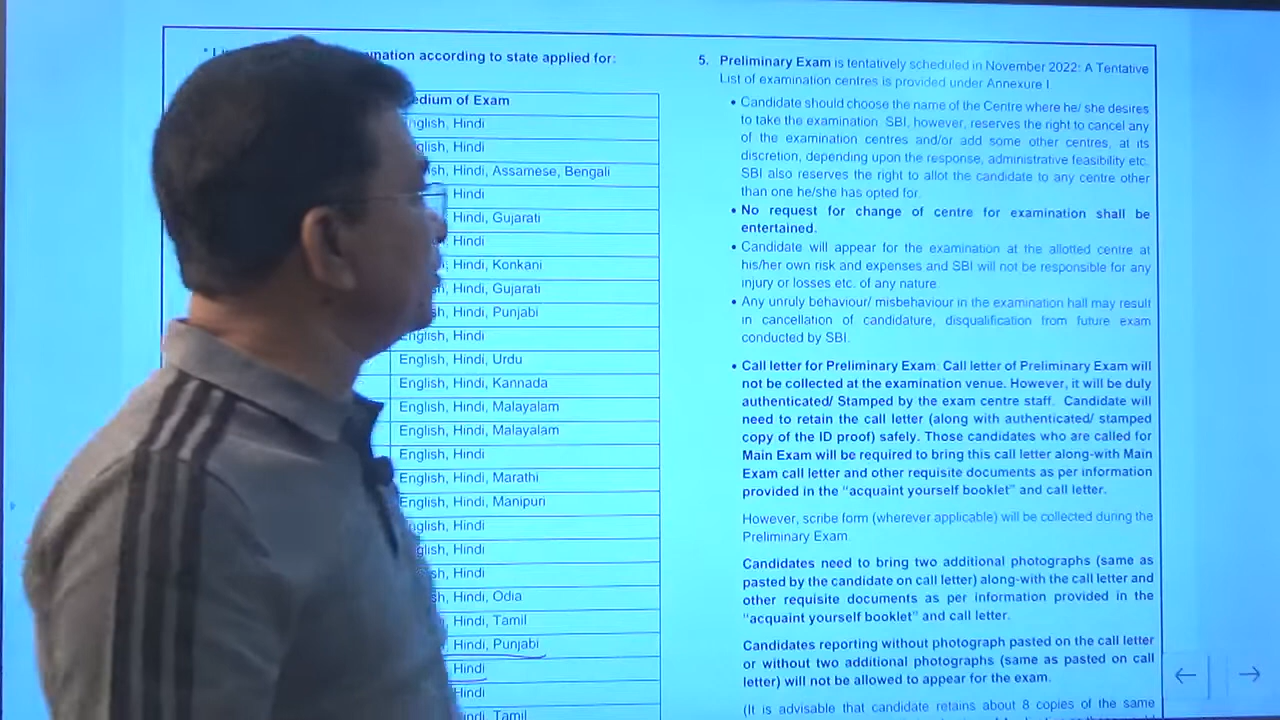 mination according to state applied for:
edium of Exam
nglish, Hindi
glish, Hindi
ish, Hindi, Assamese, Bengali
Hindi
Hindi, Gujarati
Hindi
Hindi, Konkani
Hindi, Gujarati
Hindi, Punjabi
English, Hindi
English, Hindi, Urdu
English, Hindi, Kannada
English, Hindi, Malayalam
English, Hindi, Malayalam
English, Hindi
English, Hindi, Marathi
English, Hindi, Manipuri
nglish, Hindi
glish, Hindi
sh, Hindi
sh, Hindi, Odia
Hindi, Tamil
Hindi, Punjabi
Hindi
Hindi
indi, Tamil
5. Preliminary Exam is tentatively scheduled in November 2022: A Tentative
List of examination centres is provided under Annexure I.
• Candidate should choose the name of the Centre where he/ she desires
to take the examination. SBI, however, reserves the right to cancel any
of the examination centres and/or add some other centres, at its
discretion, depending upon the response, administrative feasibility etc.
SBI also reserves the right to allot the candidate to any centre other
than one he/she has opted for.
• No request for change of centre for examination shall be
entertained.
• Candidate will appear for the examination at the allotted centre at
his/her own risk and expenses and SBI will not be responsible for any
injury or losses etc. of any nature.
• Any unruly behaviour/ misbehaviour in the examination hall may result
in cancellation of candidature, disqualification from future exam
conducted by SBI.
• Call letter for Preliminary Exam: Call letter of Preliminary Exam will
not be collected at the examination venue. However, it will be duly
authenticated/ Stamped by the exam centre staff. Candidate will
need to retain the call letter (along with authenticated/ stamped
copy of the ID proof) safely. Those candidates who are called for
Main Exam will be required to bring this call letter along-with Main
Exam call letter and other requisite documents as per information
provided in the “acquaint yourself booklet” and call letter.
However, scribe form (wherever applicable) will be collected during the
Preliminary Exam.
Candidates need to bring two additional photographs (same as
pasted by the candidate on call letter) along-with the call letter and
other requisite documents as per information provided in the
“acquaint yourself booklet” and call letter.
Candidates reporting without photograph pasted on the call letter
or without two additional photographs (same as pasted on call
letter) will not be allowed to appear for the exam.
(It is advisable that candidate retains about 8 copies of the same